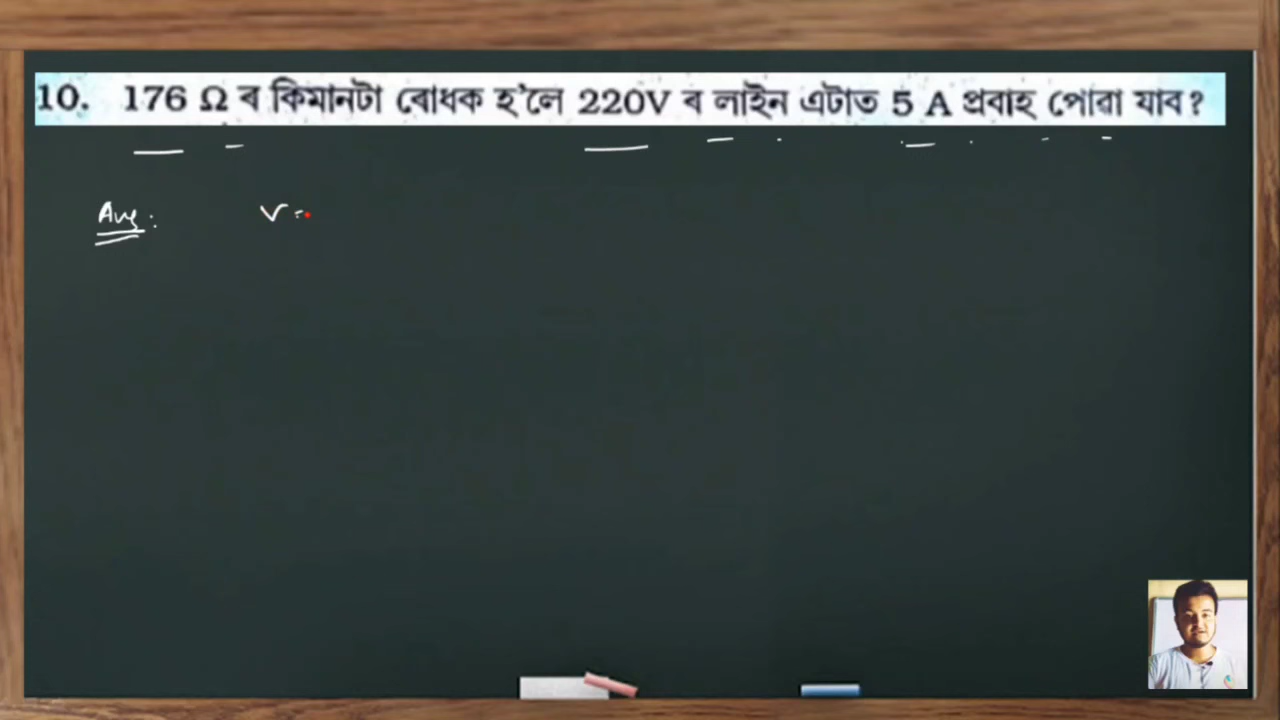 10. 176 Ω ৰ কিমানটা ৰোধক হ'লে 220V ৰ লাইন এটাত 5 A প্ৰবাহ পোৱা যাব?
Ans: V =